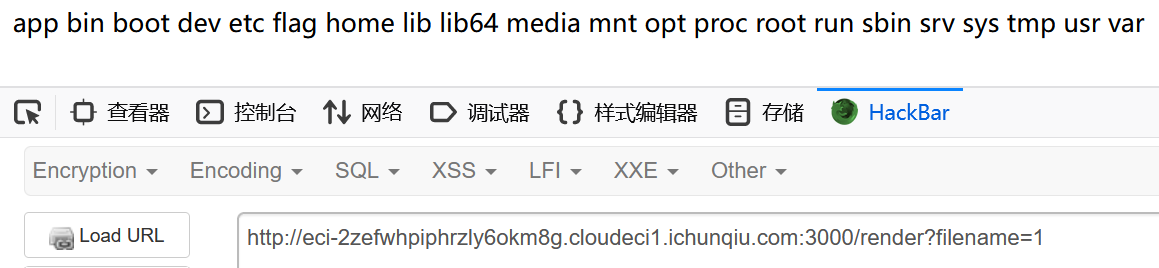 app bin boot dev etc flag home lib lib64 media mnt opt proc root run sbin srv sys tmp usr var
查看器 控制台 网络 调试器 样式编辑器 存储 HackBar
Encryption Encoding SQL XSS LFI XXE Other
Load URL http://eci-2zefwhpiphrzly6okm8g.cloudeci1.ichunqiu.com:3000/render?filename=1